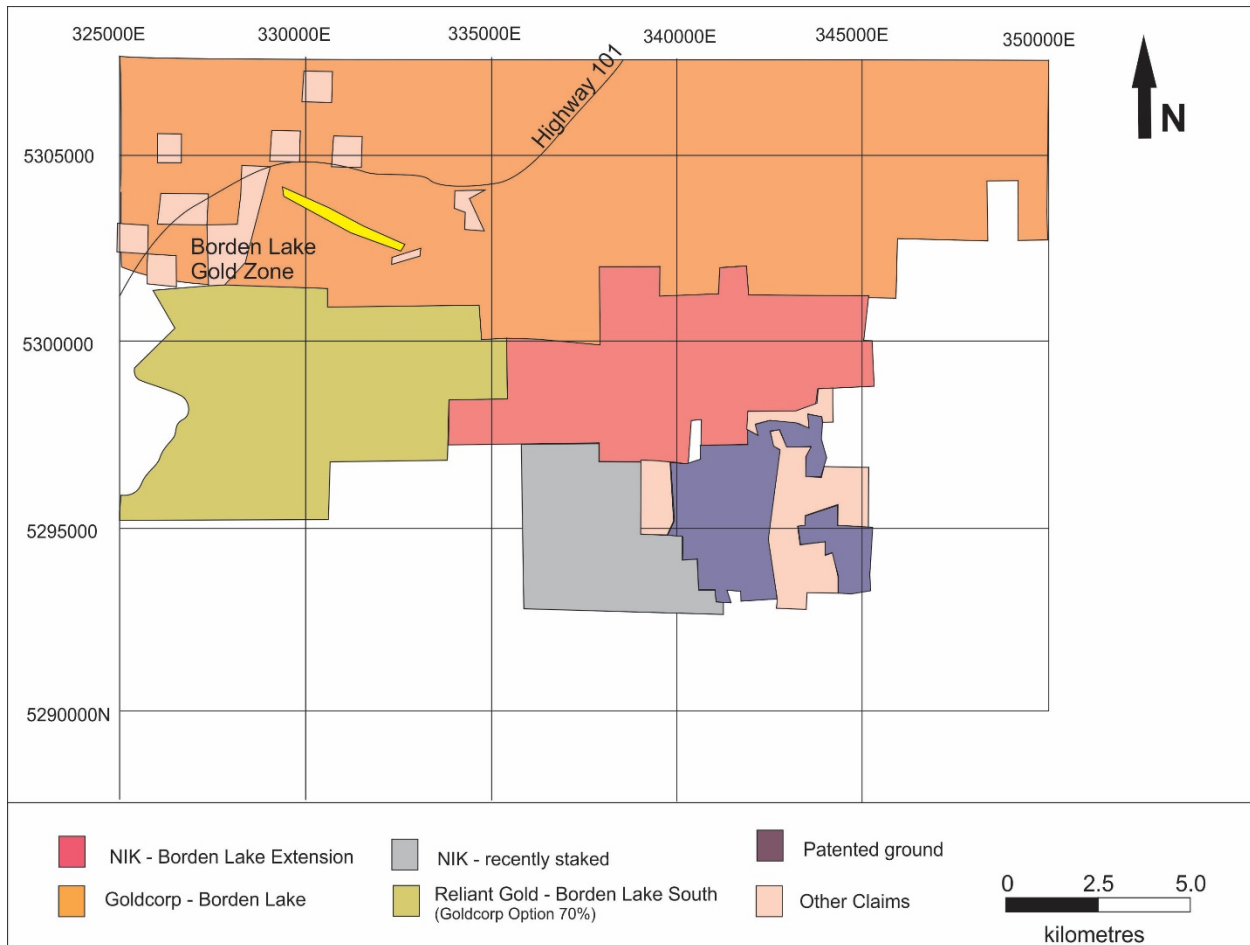 325000E
330000E
335000E
340000E
345000E
350000E
N
Highway 101
5305000
Borden Lake
Gold Zone
5300000
5295000
5290000N
NIK - Borden Lake Extension
NIK - recently staked
Patented ground
Goldcorp - Borden Lake
Reliant Gold - Borden Lake South
(Goldcorp Option 70%)
Other Claims
0 2.5 5.0
kilometres